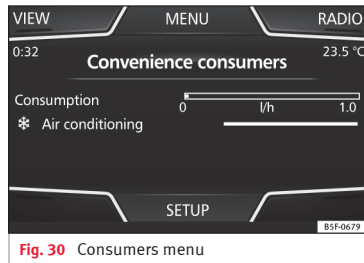 VIEW MENU RADIO
0:32 23.5 °C
Convenience consumers
Consumption
0 l/h 1.0
Air conditioning
SETUP
B5F-0679
Fig. 30 Consumers menu